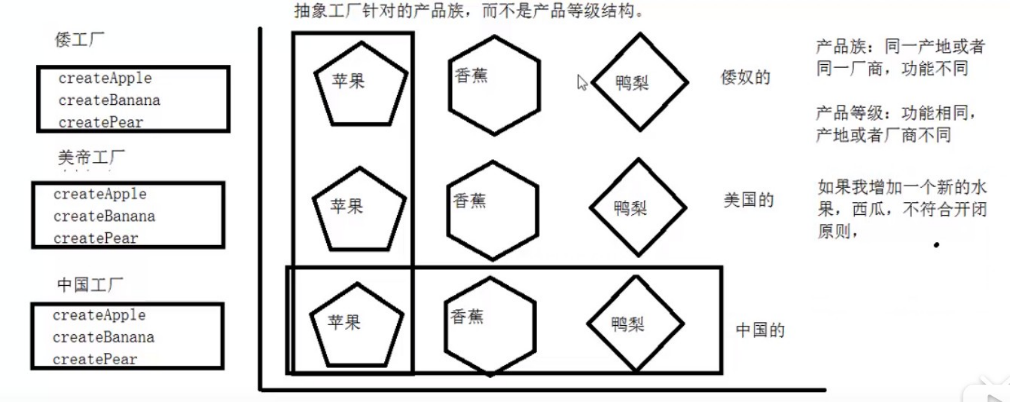 抽象工厂针对的产品族，而不是产品等级结构。
倭工厂
createApple
createBanana
createPear
美帝工厂
createApple
createBanana
createPear
中国工厂
createApple
createBanana
createPear
苹果
香蕉
鸭梨
倭奴的
苹果
香蕉
鸭梨
美国的
苹果
香蕉
鸭梨
中国的
产品族：同一产地或者
同一厂商，功能不同
产品等级：功能相同，
产地或者厂商不同
如果我增加一个新的水
果，西瓜，不符合开闭
原则，